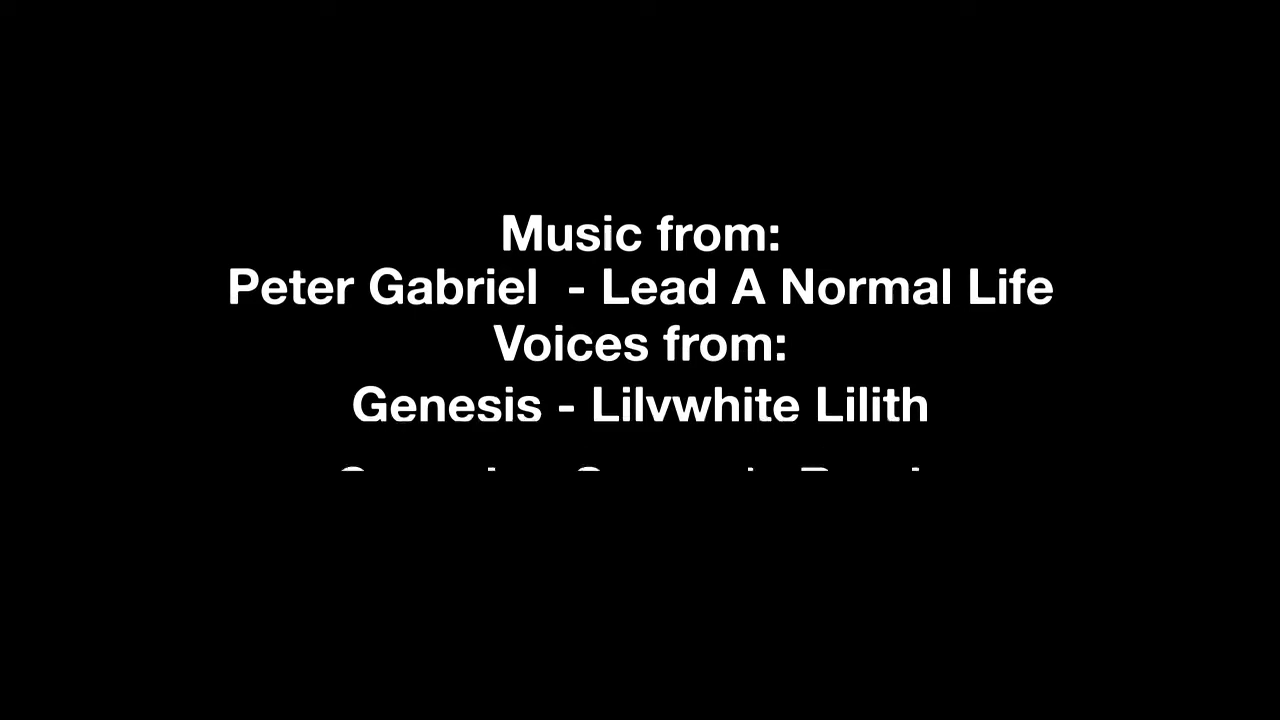 Music from:
Peter Gabriel  - Lead A Normal Life
Voices from:
Genesis - Lilywhite Lilith